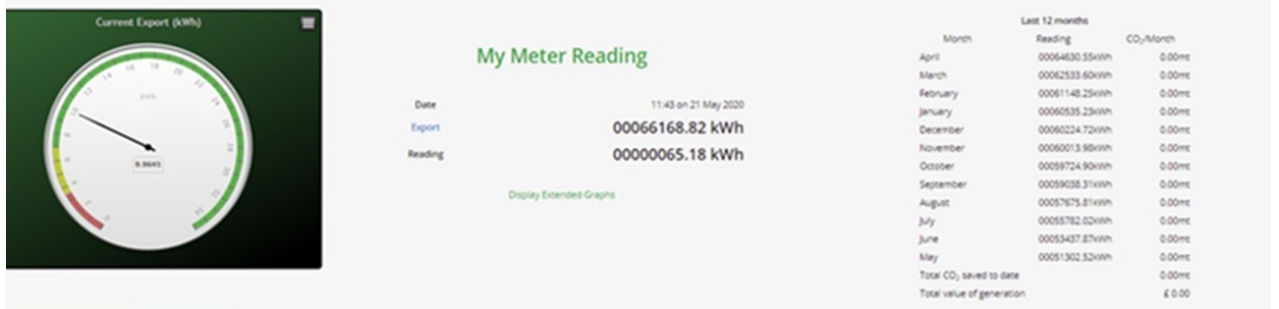 Current Export (kWh)
kWh
My Meter Reading
Date 11:43 on 21 May 2020
Export 00066168.82 kWh
Reading 00000065.18 kWh
Display Extended Graphs
Last 12 months
Month Reading CO₂/Month
April 00064630.55kWh 0.00mt
March 00062533.60kWh 0.00mt
February 00061148.25kWh 0.00mt
January 00060535.23kWh 0.00mt
December 00060224.72kWh 0.00mt
November 00060013.98kWh 0.00mt
October 00059724.90kWh 0.00mt
September 00059038.31kWh 0.00mt
August 00057675.81kWh 0.00mt
July 00055782.02kWh 0.00mt
June 00053437.87kWh 0.00mt
May 00051302.52kWh 0.00mt
Total CO₂ saved to date 0.00mt
Total value of generation £ 0.00